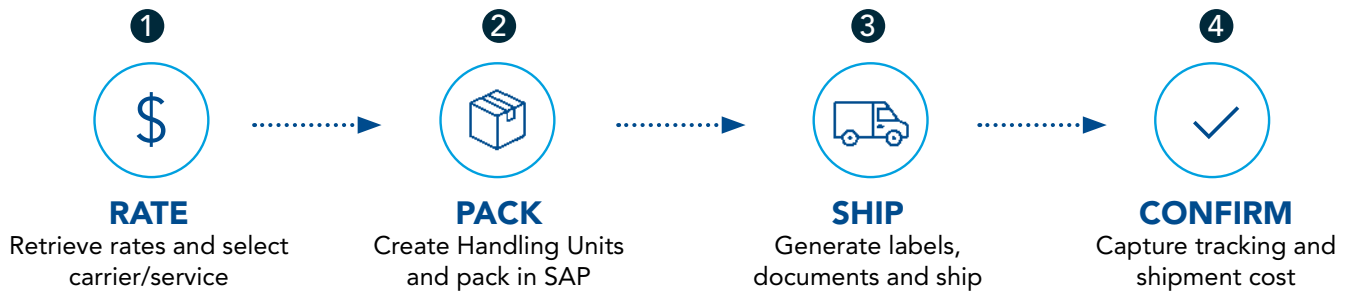 1
2
3
4
$
RATE
Retrieve rates and select
carrier/service
PACK
Create Handling Units
and pack in SAP
SHIP
Generate labels,
documents and ship
CONFIRM
Capture tracking and
shipment cost